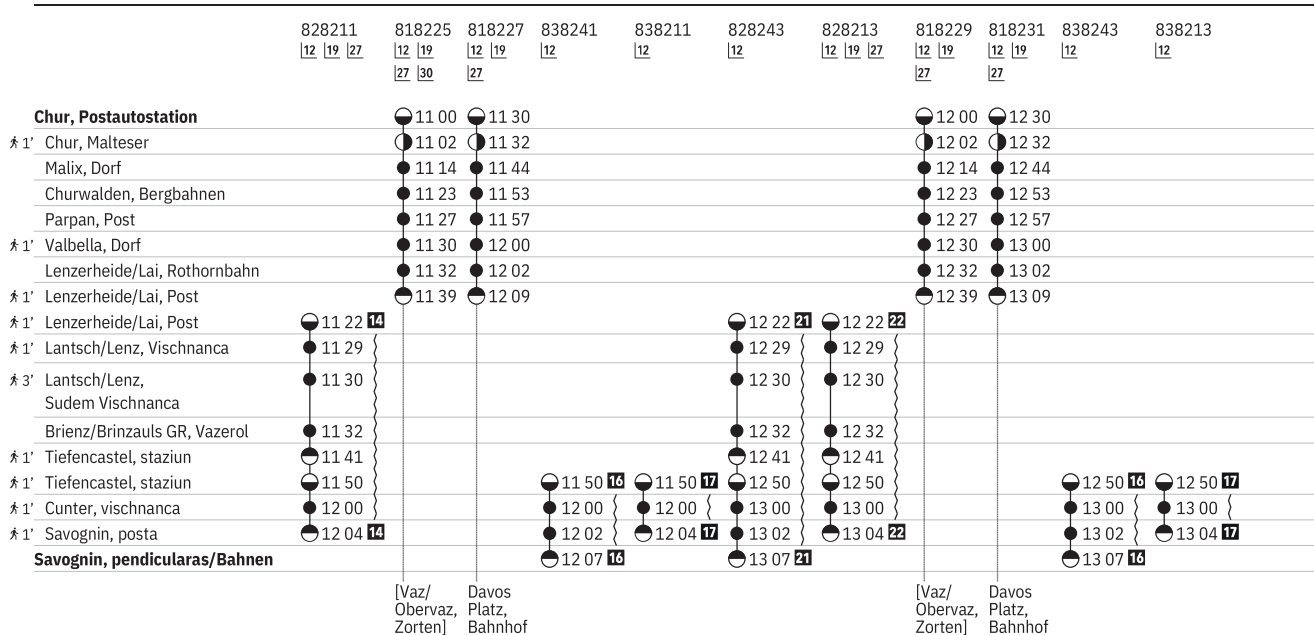 828211 818225 818227 838241 838211 828243 828213 818229 818231 838243 838213
12 19 27 12 19 12 19 12 12 12 12 19 27 12 19 12 19 12 12
27 30 27 27 27
Chur, Postautostation 11 00 11 30 12 00 12 30
1' Chur, Malteser 11 02 11 32 12 02 12 32
Malix, Dorf 11 14 11 44 12 14 12 44
Churwalden, Bergbahnen 11 23 11 53 12 23 12 53
Parpan, Post 11 27 11 57 12 27 12 57
1' Valbella, Dorf 11 30 12 00 12 30 13 00
Lenzerheide/Lai, Rothornbahn 11 32 12 02 12 32 13 02
1' Lenzerheide/Lai, Post 11 39 12 09 12 39 13 09
1' Lenzerheide/Lai, Post 11 22 14 12 22 21 12 22 22
1' Lantsch/Lenz, Vischnanca 11 29 12 29 12 29
3' Lantsch/Lenz, 11 30 12 30 12 30
Sudem Vischnanca
Brienz/Brinzauls GR, Vazerol 11 32 12 32 12 32
1' Tiefencastel, staziun 11 41 12 41 12 41
1' Tiefencastel, staziun 11 50 11 50 16 11 50 17 12 50 12 50 12 50 16 12 50 17
1' Cunter, vischnanca 12 00 12 00 12 00 13 00 13 00 13 00 13 00
1' Savognin, posta 12 04 14 12 02 12 04 17 13 02 13 04 22 13 02 13 04 17
Savognin, pendicularas/Bahnen 12 07 16 13 07 21 13 07 16
[Vaz/ Davos [Vaz/ Davos
Obervaz, Platz, Obervaz, Platz,
Zorten] Bahnhof Zorten] Bahnhof